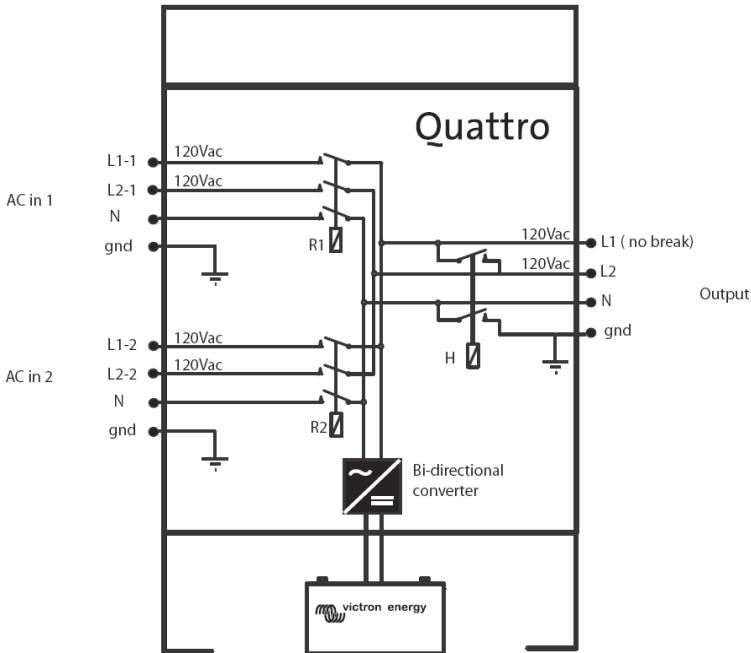 Quattro
L1-1 120Vac
L2-1 120Vac
AC in 1
N
gnd
R1
120Vac L1 ( no break)
120Vac L2
N
Output
gnd
H
L1-2 120Vac
L2-2 120Vac
AC in 2
N
gnd
R2
Bi-directional
converter
victron energy